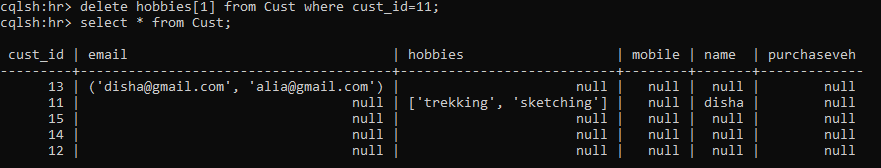 cqlsh:hr> delete hobbies[1] from Cust where cust_id=11;
cqlsh:hr> select * from Cust;
cust_id | email | hobbies | mobile | name | purchaseveh
---------+-------------------------------------+---------------------------+--------+-------+-------------
13 | ('disha@gmail.com', 'alia@gmail.com') | null | null | null | null
11 | null | ['trekking', 'sketching'] | null | disha | null
15 | null | null | null | null | null
14 | null | null | null | null | null
12 | null | null | null | null | null